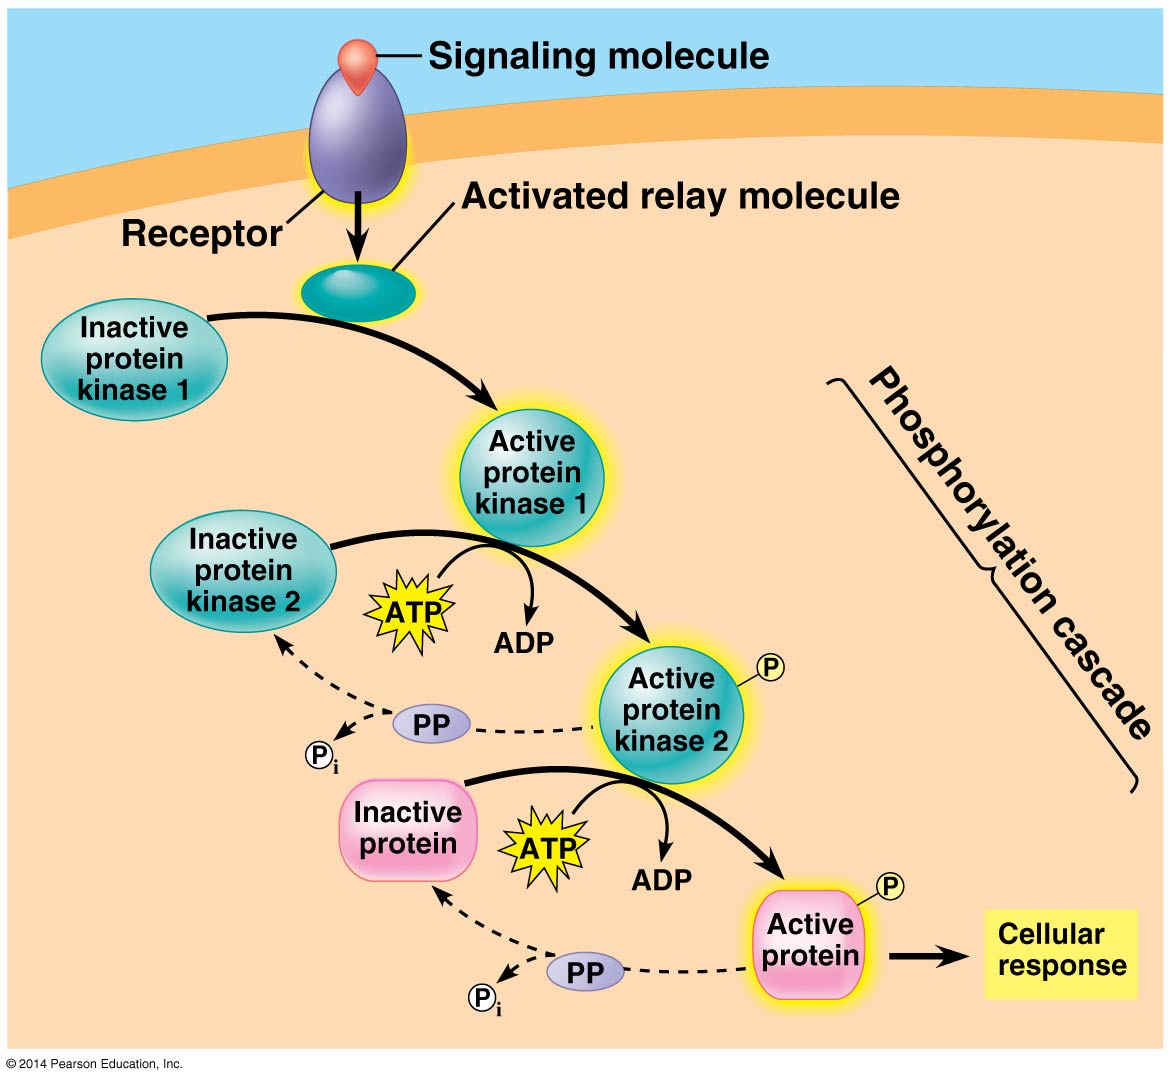 Signaling molecule
Activated relay molecule
Receptor
Inactive
protein
kinase 1
Phosphorylation cascade
Active
protein
kinase 1
Inactive
protein
kinase 2
ATP
ADP
Active
protein
kinase 2
P
PP
Pi
Inactive
protein
ATP
ADP
Active
protein
P
Cellular
response
PP
Pi
© 2014 Pearson Education, Inc.